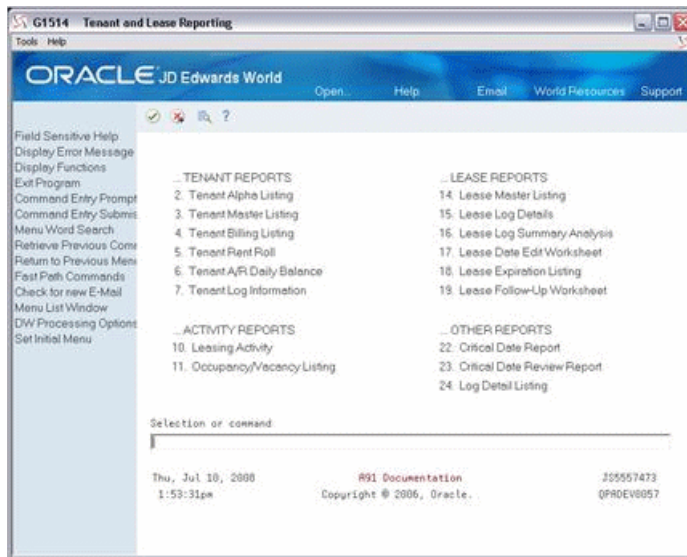 G1514 Tenant and Lease Reporting
Tools Help
ORACLE JD Edwards World
Open.. Help Email World Resources Support
Field Sensitive Help
Display Error Message
Display Functions
Exit Program
Command Entry Prompt
Command Entry Submis
Menu Word Search
Retrieve Previous Com
Return to Previous Men
Fast Path Commands
Check for new E-Mail
Menu List Window
DW Processing Options
Set Initial Menu
... TENANT REPORTS
2. Tenant Alpha Listing
3. Tenant Master Listing
4. Tenant Billing Listing
5. Tenant Rent Roll
6. Tenant A/R Daily Balance
7. Tenant Log Information
... ACTIVITY REPORTS
10. Leasing Activity
11. Occupancy/Vacancy Listing
... LEASE REPORTS
14. Lease Master Listing
15. Lease Log Details
16. Lease Log Summary Analysis
17. Lease Date Edit Worksheet
18. Lease Expiration Listing
19. Lease Follow-Up Worksheet
... OTHER REPORTS
22. Critical Date Report
23. Critical Date Review Report
24. Log Detail Listing
Selection or command
Thu, Jul 10, 2008 A91 Documentation JS5557473
1:53:31pm Copyright © 2006, Oracle. QPADEV0057